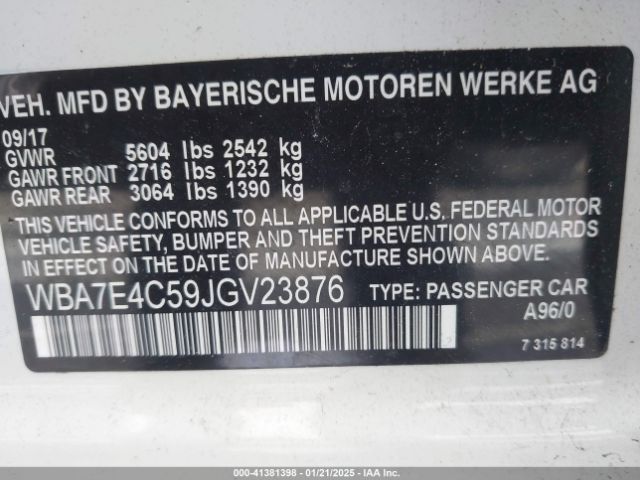 VEH. MFD BY BAYERISCHE MOTOREN WERKE AG
09/17
GVWR 5604 lbs 2542 kg
GAWR FRONT 2716 lbs 1232 kg
GAWR REAR 3064 lbs 1390 kg
THIS VEHICLE CONFORMS TO ALL APPLICABLE U.S. FEDERAL MOTOR
VEHICLE SAFETY, BUMPER AND THEFT PREVENTION STANDARDS
IN EFFECT ON THE DATE OF MANUFACTURE SHOWN ABOVE.
WBA7E4C59JGV23876 TYPE: PASSENGER CAR
A96/0
7 315 814
000-41381398 - 01/21/2025 - IAA Inc.